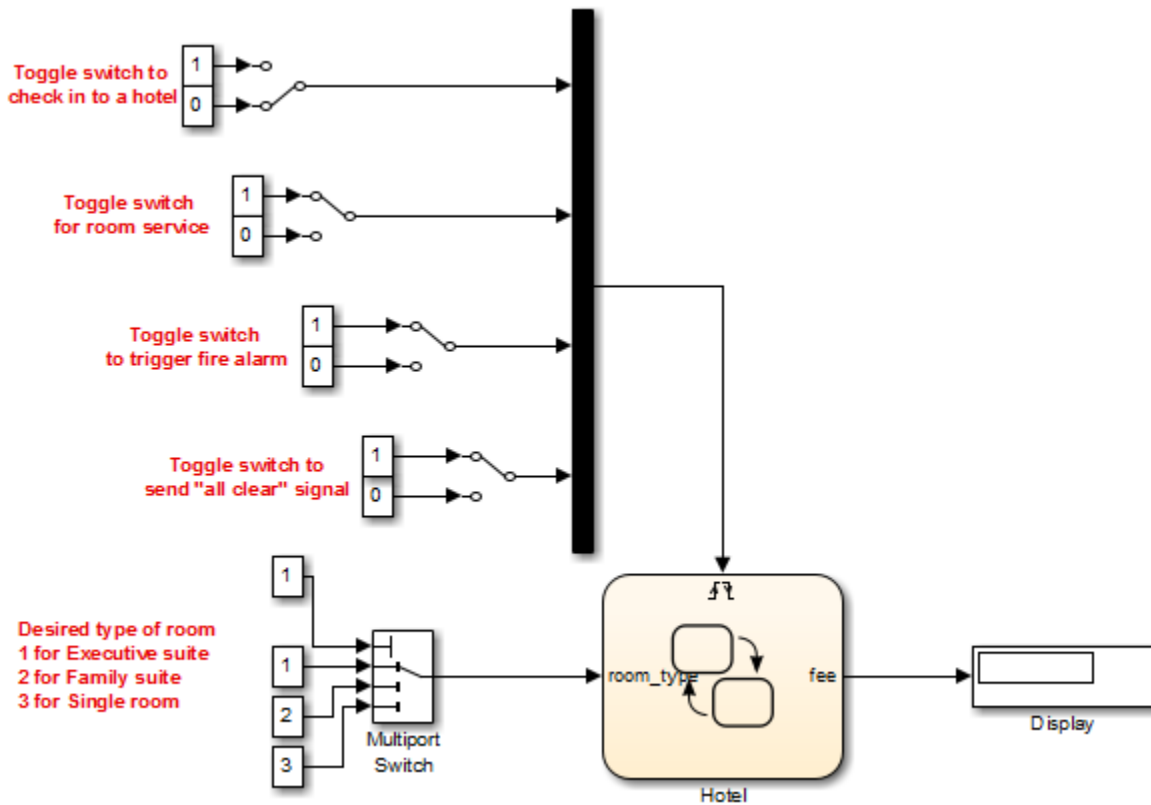 Toggle switch to
check in to a hotel
1
0
Toggle switch
for room service
1
0
Toggle switch
to trigger fire alarm
1
0
Toggle switch to
send "all clear" signal
1
0
Desired type of room
1 for Executive suite
2 for Family suite
3 for Single room
1
1
2
3
Multiport
Switch
room_type
fee
Hotel
Display